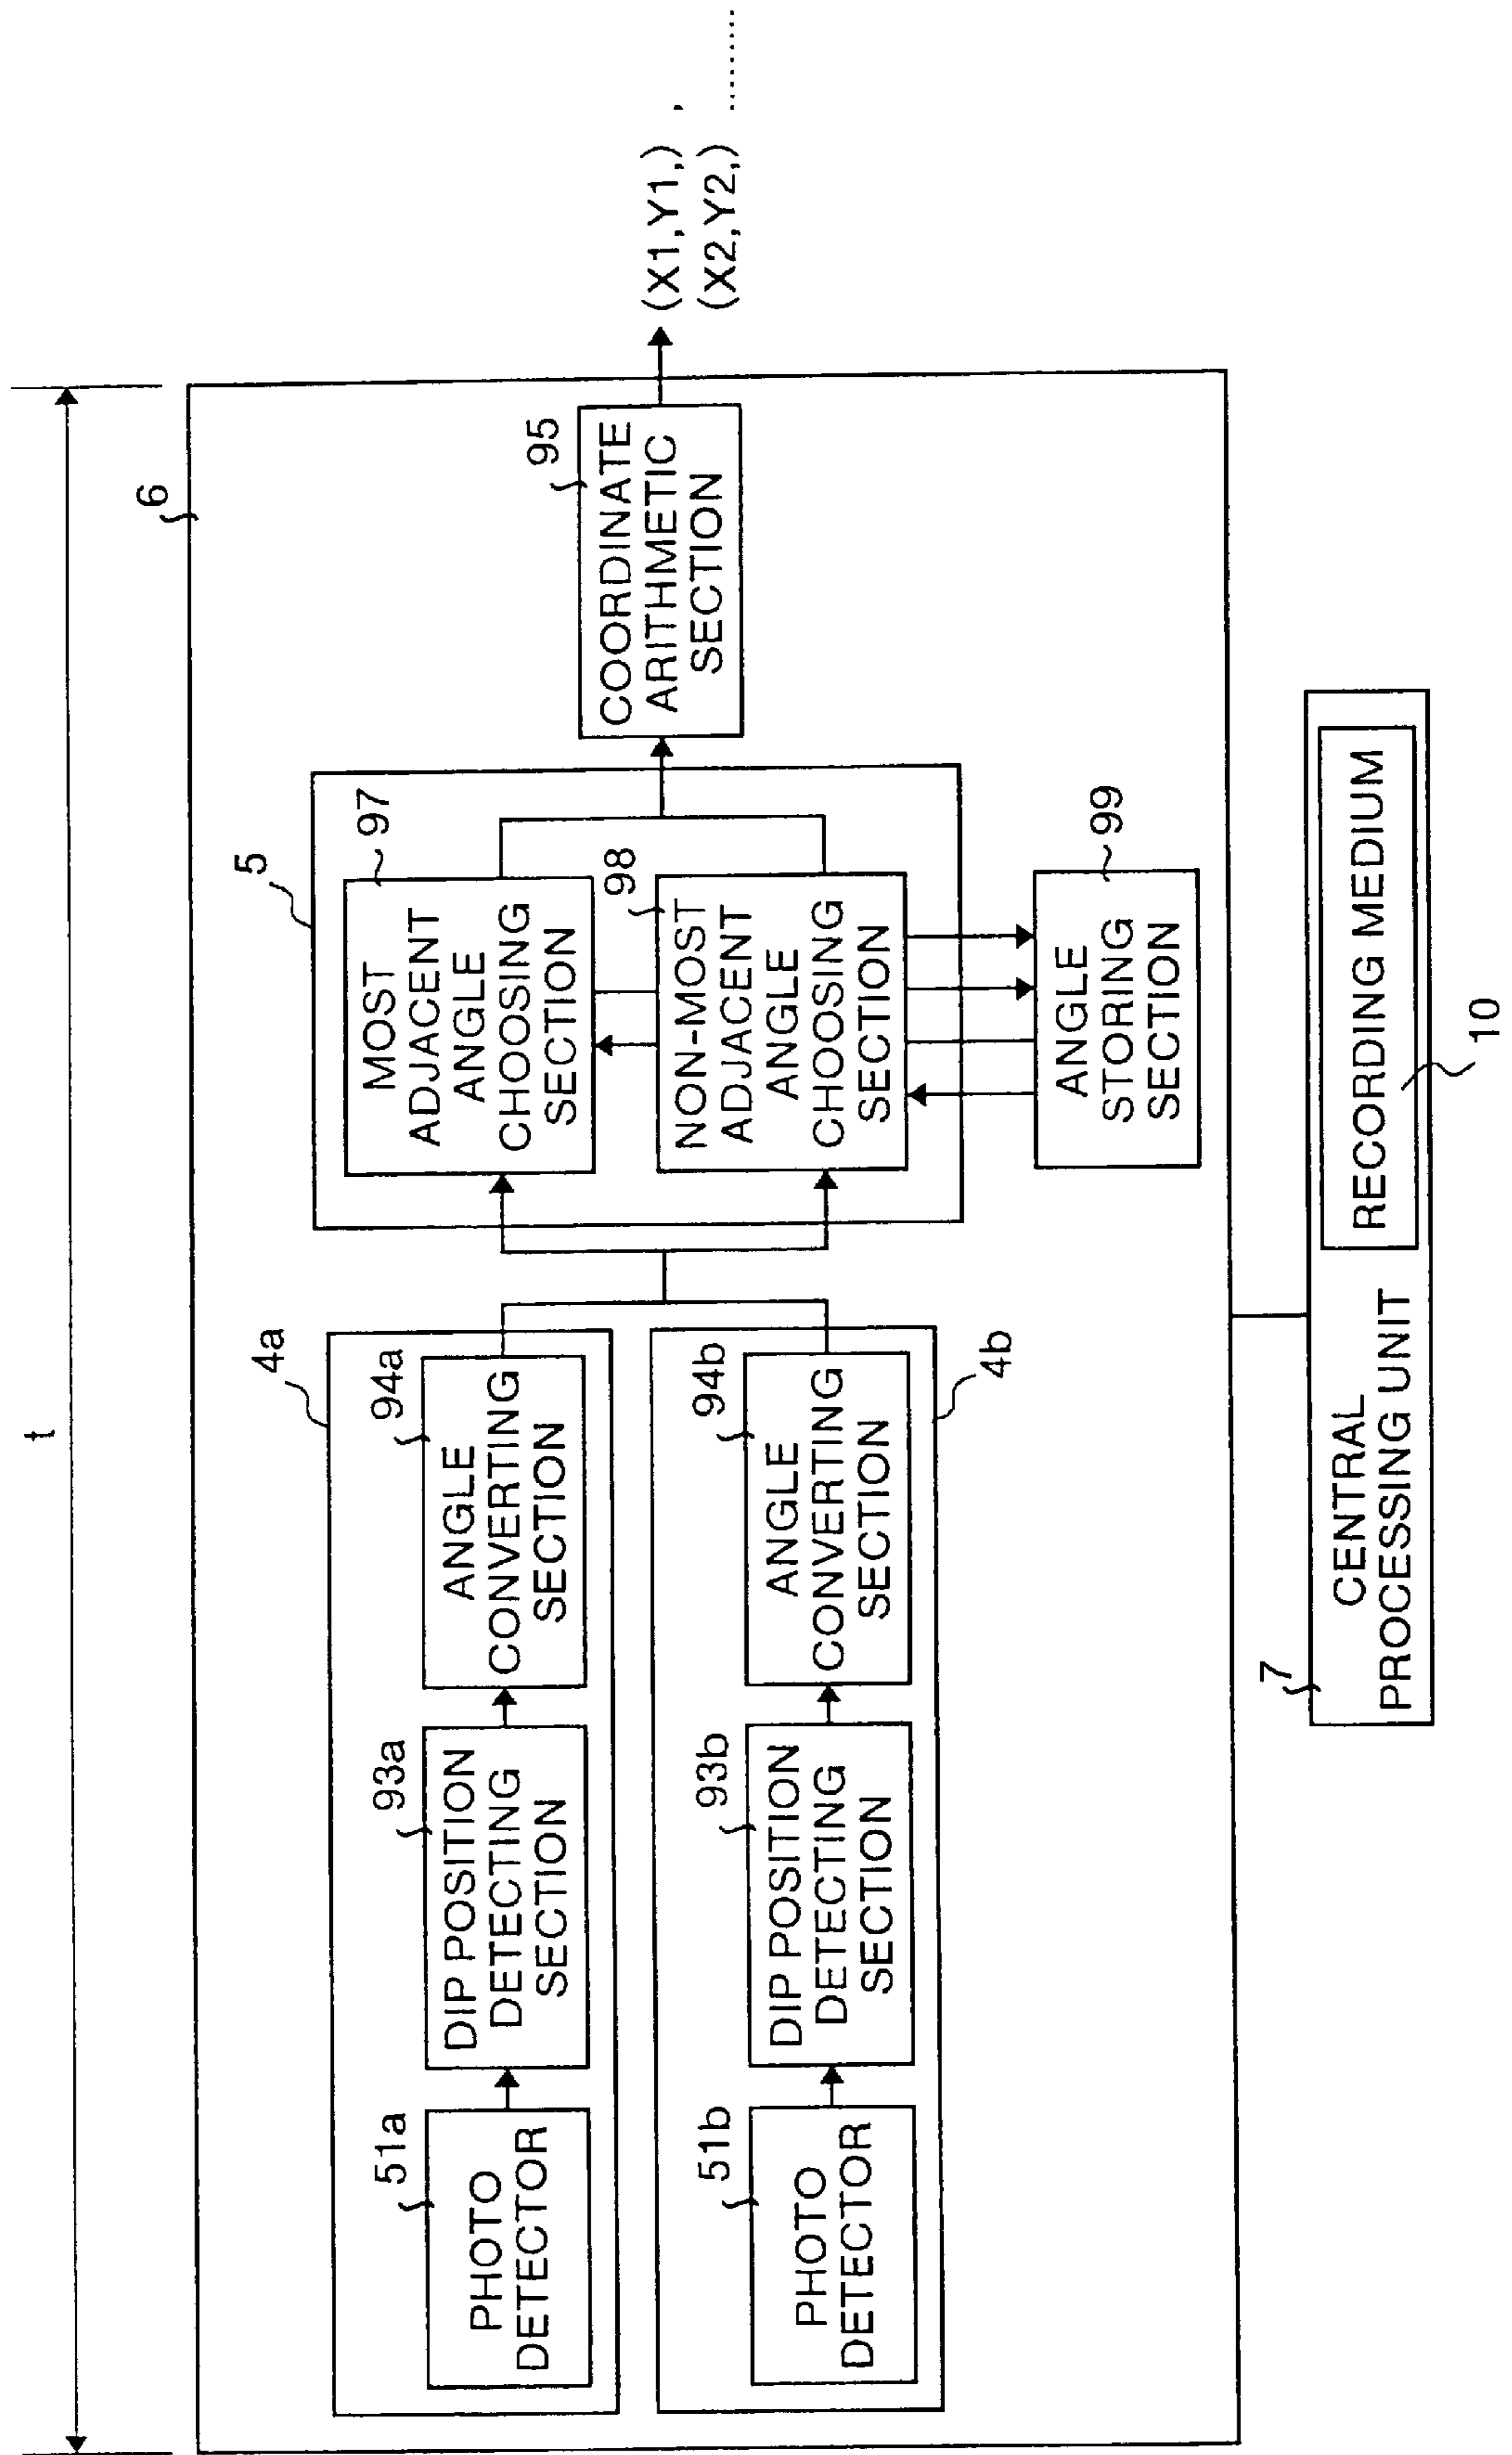 t
6
4a
51a
PHOTO
DETECTOR
93a
DIP POSITION
DETECTING
SECTION
94a
ANGLE
CONVERTING
SECTION
51b
PHOTO
DETECTOR
93b
DIP POSITION
DETECTING
SECTION
94b
ANGLE
CONVERTING
SECTION
4b
5
97
MOST
ADJACENT
ANGLE
CHOOSING
SECTION
98
NON-MOST
ADJACENT
ANGLE
CHOOSING
SECTION
99
ANGLE
STORING
SECTION
95
COORDINATE
ARITHMETIC
SECTION
(X1,Y1,) ,
(X2,Y2,) ........
7
CENTRAL
PROCESSING UNIT
RECORDING MEDIUM
10